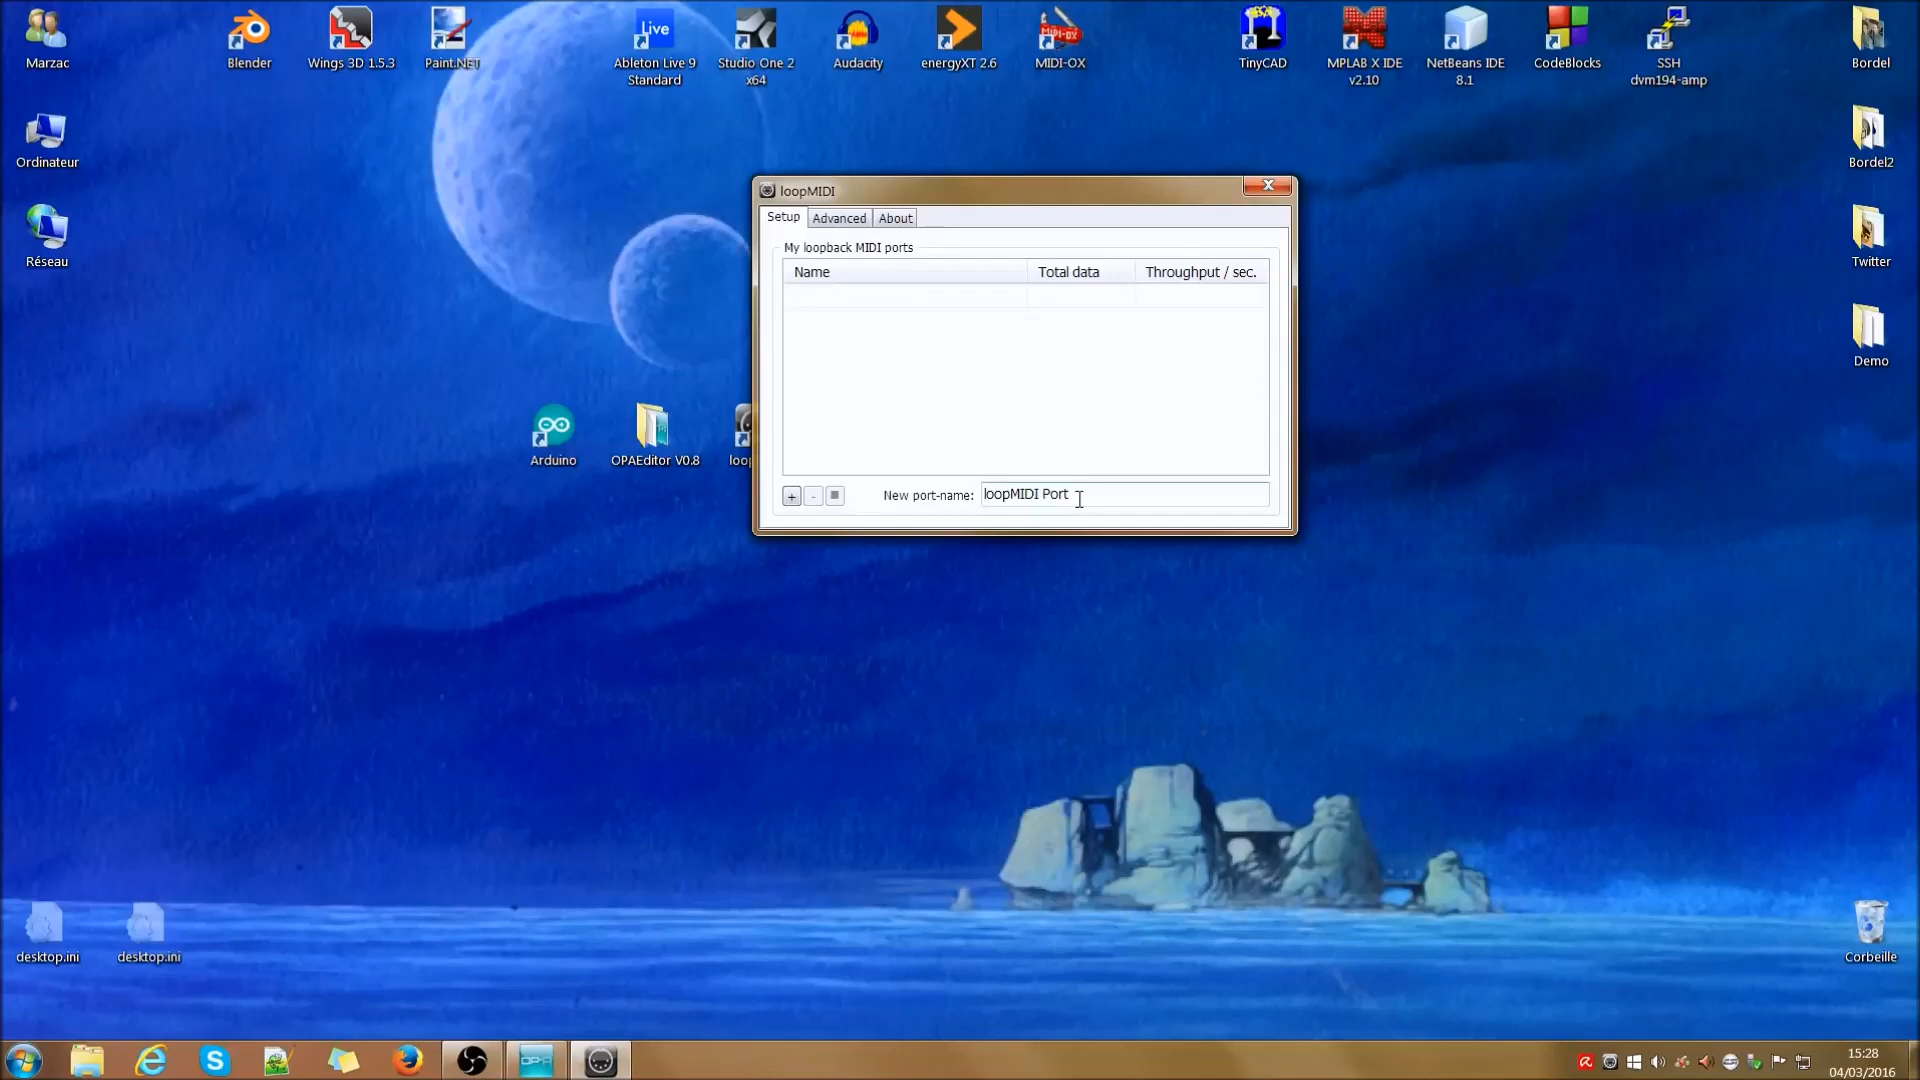 Marzac
Blender
Wings 3D 1.5.3
Paint.NET
Live
Ableton Live 9
Standard
Studio One 2
x64
Audacity
energyXT 2.6
MIDI-OX
MIDI-OX
TinyCAD
MPLAB X IDE
v2.10
NetBeans IDE
8.1
CodeBlocks
SSH
dvm194-amp
Bordel
Ordinateur
Bordel2
Réseau
Twitter
Demo
loopMIDI
Setup
Advanced
About
My loopback MIDI ports
Name
Total data
Throughput / sec.
New port-name:
loopMIDI Port
Arduino
OPAEditor V0.8
loop
desktop.ini
desktop.ini
Corbeille
15:28
04/03/2016